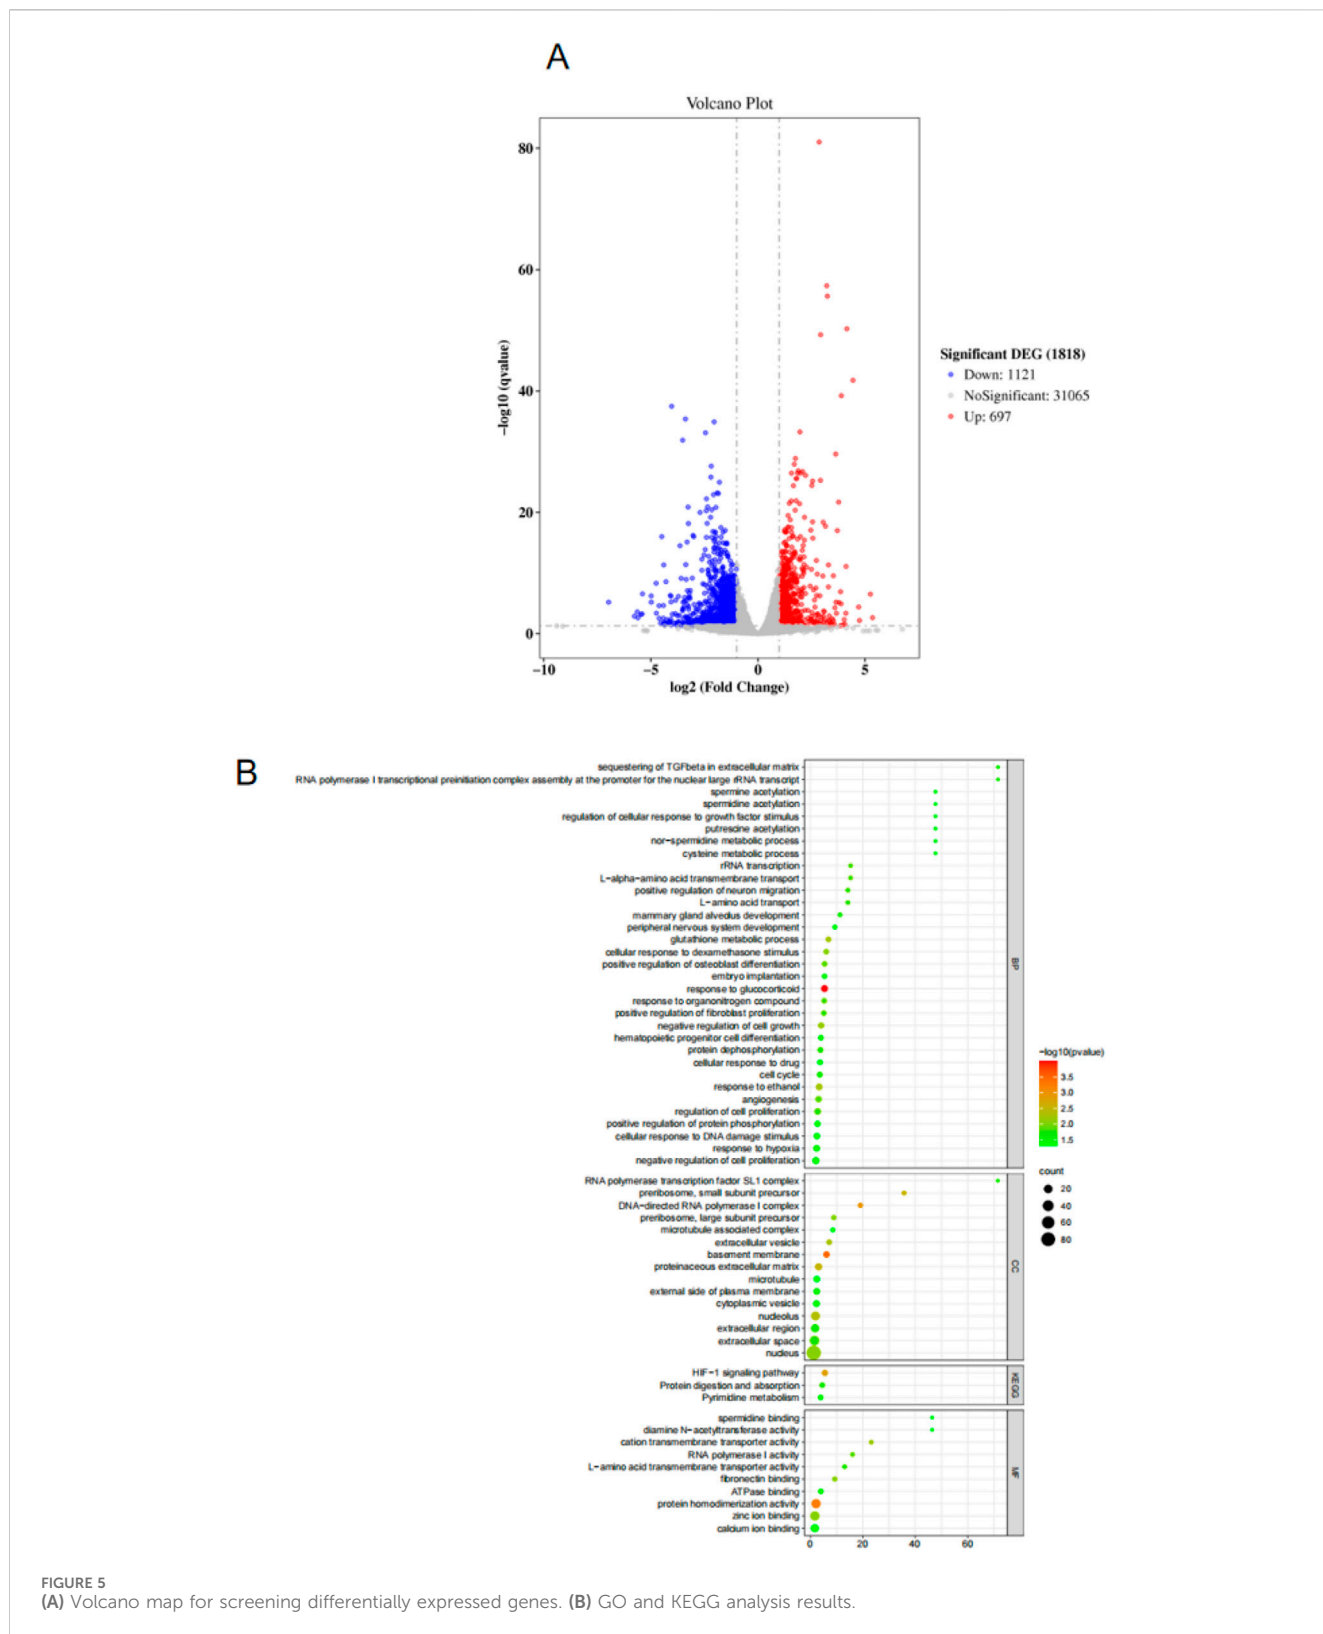 A
Volcano Plot
80
60
40
20
0
-log10 (qvalue)
-10
-5
0
5
log2 (Fold Change)
Significant DEG (1818)
Down: 1121
NoSignificant: 31065
Up: 697
B
sequestering of TGFbeta in extracellular matrix
RNA polymerase I transcriptional preinitiation complex assembly at the promoter for the nuclear large rRNA transcript
spermine acetylation
spermidine acetylation
regulation of cellular response to growth factor stimulus
putrescine acetylation
nor-spermidine metabolic process
cysteine metabolic process
rRNA transcription
L-alpha-amino acid transmembrane transport
positive regulation of neuron migration
L-amino acid transport
mammary gland alveolus development
peripheral nervous system development
glutathione metabolic process
cellular response to dexamethasone stimulus
positive regulation of osteoblast differentiation
embryo implantation
response to glucocorticoid
response to organonitrogen compound
positive regulation of fibroblast proliferation
negative regulation of cell growth
hematopoietic progenitor cell differentiation
protein dephosphorylation
cellular response to drug
cell cycle
response to ethanol
angiogenesis
regulation of cell proliferation
positive regulation of protein phosphorylation
cellular response to DNA damage stimulus
response to hypoxia
negative regulation of cell proliferation
BP
RNA polymerase transcription factor SL1 complex
preribosome, small subunit precursor
DNA-directed RNA polymerase I complex
preribosome, large subunit precursor
microtubule associated complex
extracellular vesicle
basement membrane
proteinaceous extracellular matrix
microtubule
external side of plasma membrane
cytoplasmic vesicle
nucleolus
extracellular region
extracellular space
nucleus
CC
HIF-1 signaling pathway
Protein digestion and absorption
Pyrimidine metabolism
KEGG
spermidine binding
diamine N-acetyltransferase activity
cation transmembrane transporter activity
RNA polymerase I activity
L-amino acid transmembrane transporter activity
fibronectin binding
ATPase binding
protein homodimerization activity
zinc ion binding
calcium ion binding
MF
0
20
40
60
-log10(pvalue)
3.5
3.0
2.5
2.0
1.5
count
20
40
60
80
FIGURE 5
(A) Volcano map for screening differentially expressed genes. (B) GO and KEGG analysis results.